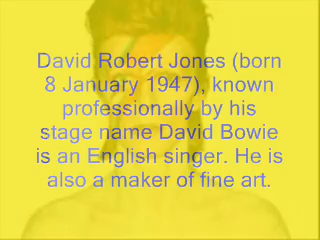 David Robert Jones (born
8 January 1947), known
professionally by his
stage name David Bowie
is an English singer. He is
also a maker of fine art.